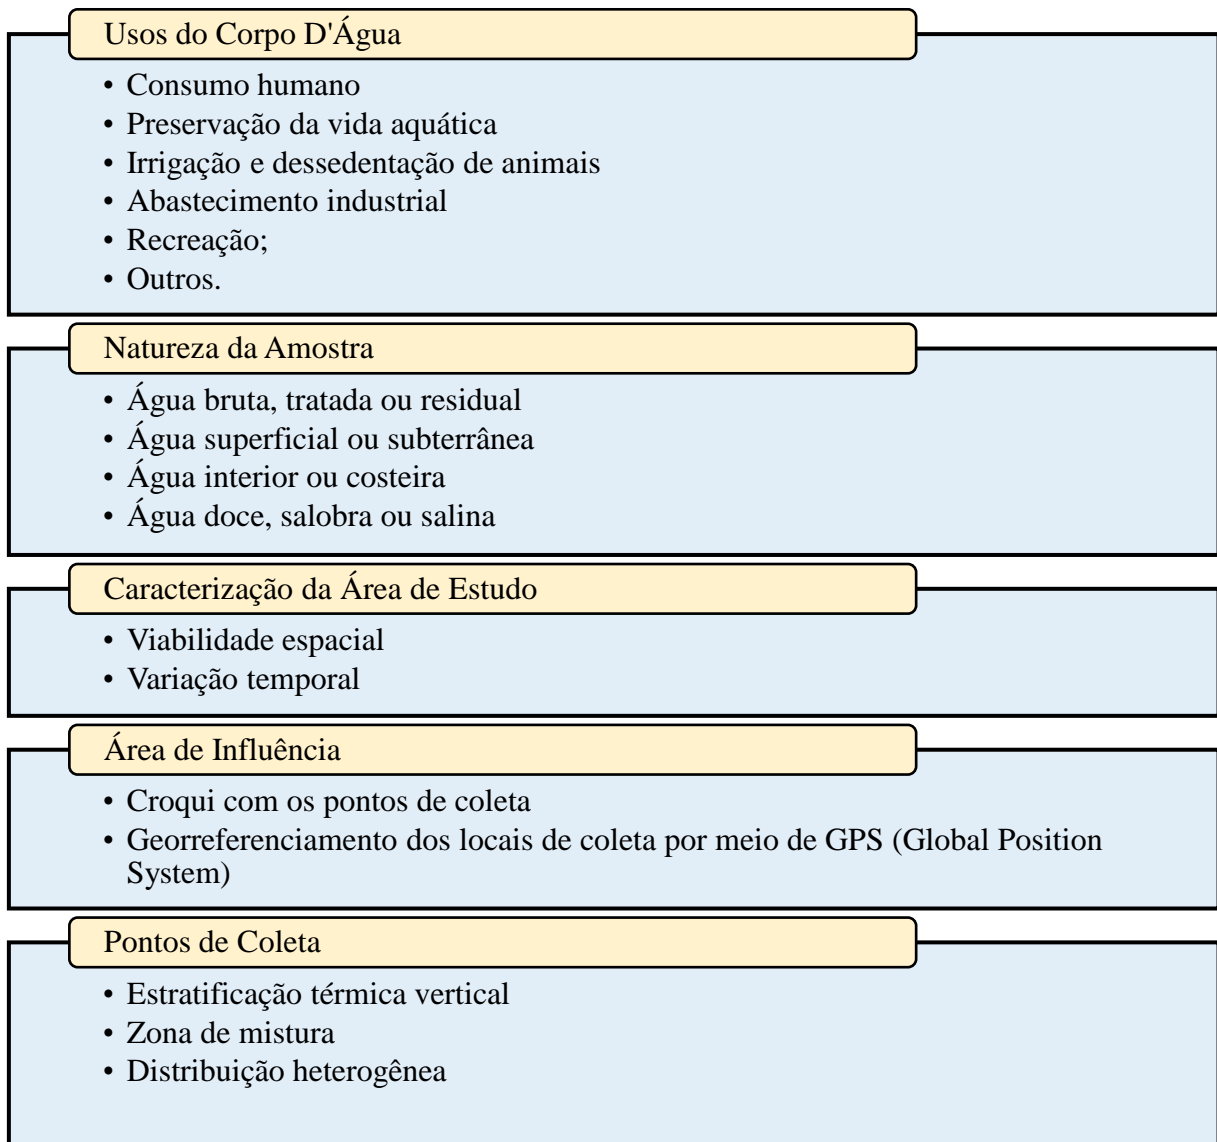 Usos do Corpo D'Água
• Consumo humano
• Preservação da vida aquática
• Irrigação e dessedentação de animais
• Abastecimento industrial
• Recreação;
• Outros.
Natureza da Amostra
• Água bruta, tratada ou residual
• Água superficial ou subterrânea
• Água interior ou costeira
• Água doce, salobra ou salina
Caracterização da Área de Estudo
• Viabilidade espacial
• Variação temporal
Área de Influência
• Croqui com os pontos de coleta
• Georreferenciamento dos locais de coleta por meio de GPS (Global Position
System)
Pontos de Coleta
• Estratificação térmica vertical
• Zona de mistura
• Distribuição heterogênea